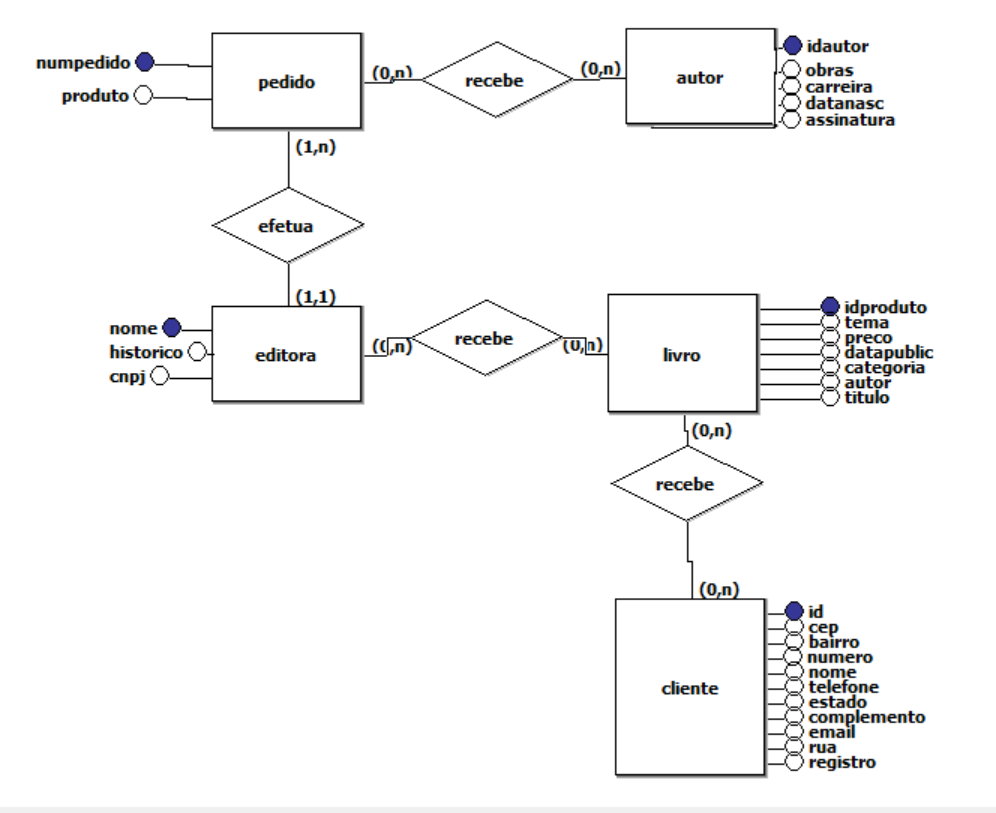 numpedido
produto
pedido
(0,n)
recebe
(0,n)
autor
idautor
obras
carreira
datanasc
assinatura
(1,n)
efetua
(1,1)
nome
historico
cnpj
editora
(0,n)
recebe
(0,n)
livro
idproduto
tema
preco
datapublic
categoria
autor
titulo
(0,n)
recebe
(0,n)
cliente
id
cep
bairro
numero
nome
telefone
estado
complemento
email
rua
registro